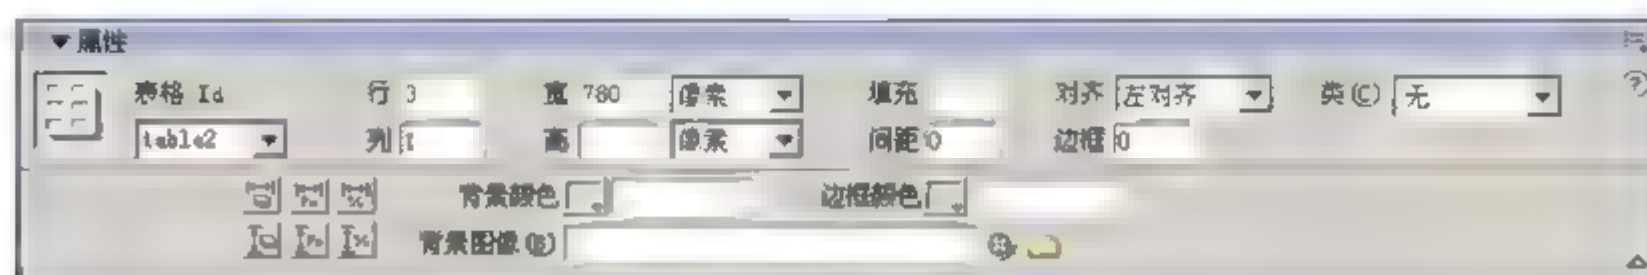 属性
表格 Id 行 3 宽 780 像素 填充 对齐 左对齐 类(C) 无
table2 列 1 高 像素 间距 0 边框 0
背景颜色 边框颜色
背景图像(B)